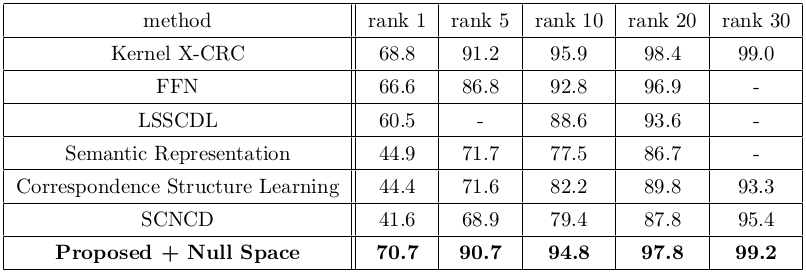 method rank 1 rank 5 rank 10 rank 20 rank 30
Kernel X-CRC 68.8 91.2 95.9 98.4 99.0
FFN 66.6 86.8 92.8 96.9 -
LSSCDL 60.5 - 88.6 93.6 -
Semantic Representation 44.9 71.7 77.5 86.7 -
Correspondence Structure Learning 44.4 71.6 82.2 89.8 93.3
SCNCD 41.6 68.9 79.4 87.8 95.4
Proposed + Null Space 70.7 90.7 94.8 97.8 99.2